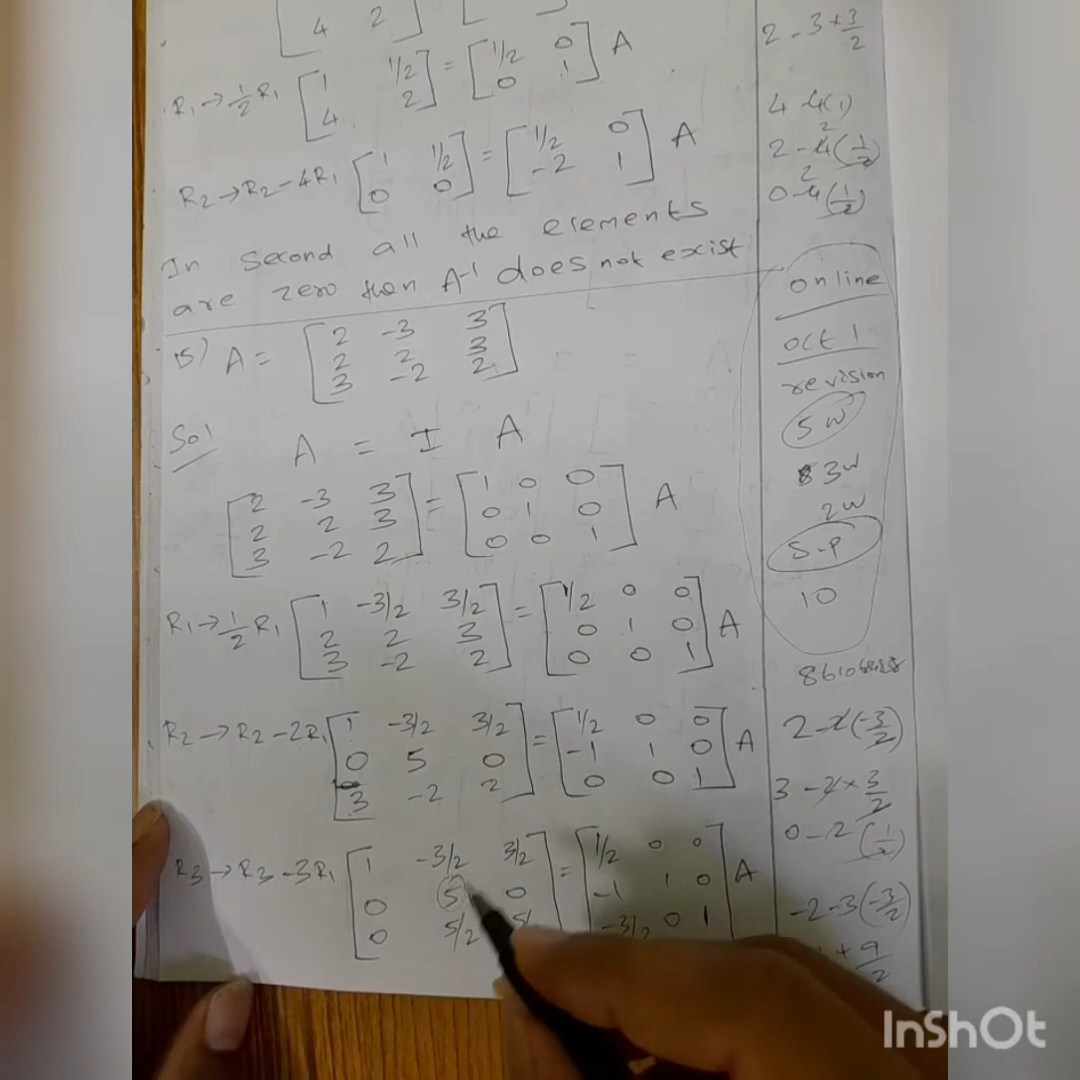 4 2
R₁→½R₁ [1 1/2; 4 2] = [1/2 0; 0 1] A
R₂→R₂-4R₁ [1 1/2; 0 0] = [1/2 0; -2 1] A
In second all the elements
are zero then A⁻¹ does not exist
15) A = [2 -3 3; 2 2 3; 3 -2 2]
Sol
A = I A
[2 -3 3; 2 2 3; 3 -2 2] = [1 0 0; 0 1 0; 0 0 1] A
R₁→½R₁ [1 -3/2 3/2; 2 2 3; 3 -2 2] = [1/2 0 0; 0 1 0; 0 0 1] A
R₂→R₂-2R₁ [1 -3/2 3/2; 0 5 0; 3 -2 2] = [1/2 0 0; -1 1 0; 0 0 1] A
R₃→R₃-3R₁ [1 -3/2 3/2; 0 5 0; 0 5/2 5/] = [1/2 0 0; -1 1 0; -3/2 0 1] A
4-4(1)
2-4(1/2)
2
0-4(1/2)
2
online
oct 1
revision
5W
3W
2W
S.P
10
2-2(-3/2)
3-2×3/2
0-2(1/2)
-2-3(-3/2)
+9/2
InShOt